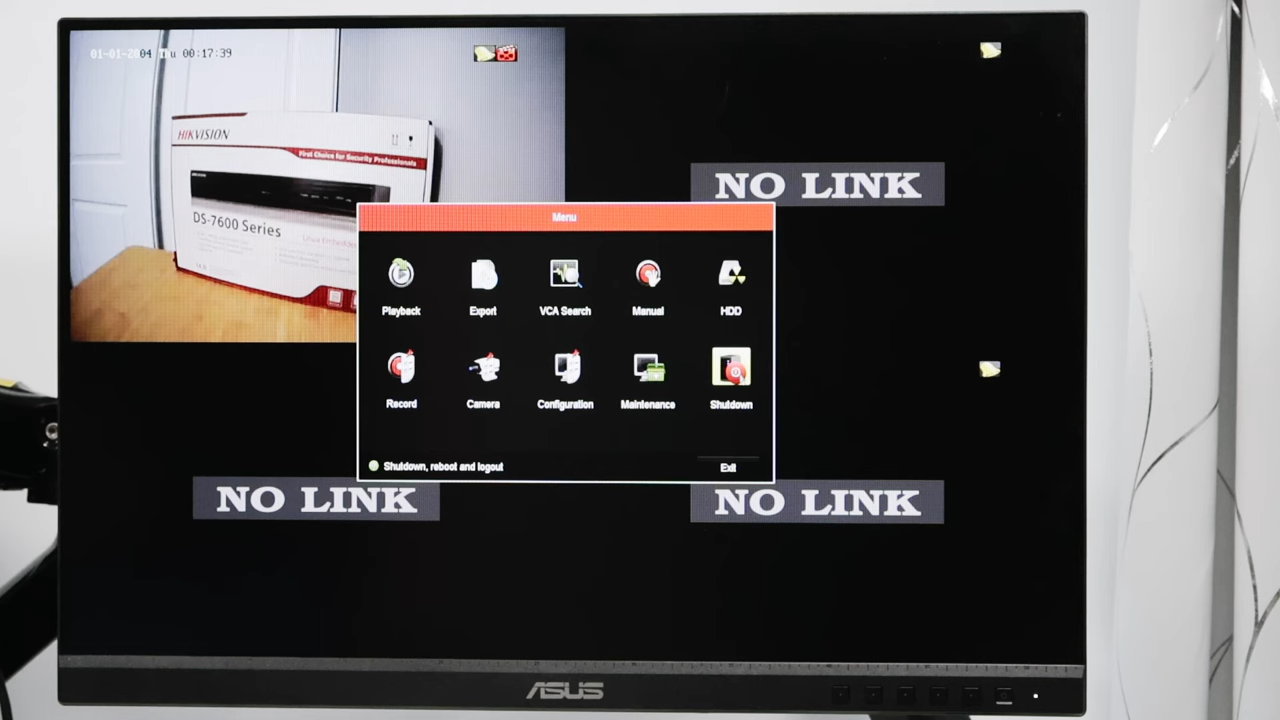 01-01-2004 Thu 00:17:39
HIKVISION
First Choice for Security Professionals
DS-7600 Series
NO LINK
Menu
Playback
Export
VCA Search
Manual
HDD
Record
Camera
Configuration
Maintenance
Shutdown
Shutdown, reboot and logout
Exit
NO LINK
NO LINK
ASUS